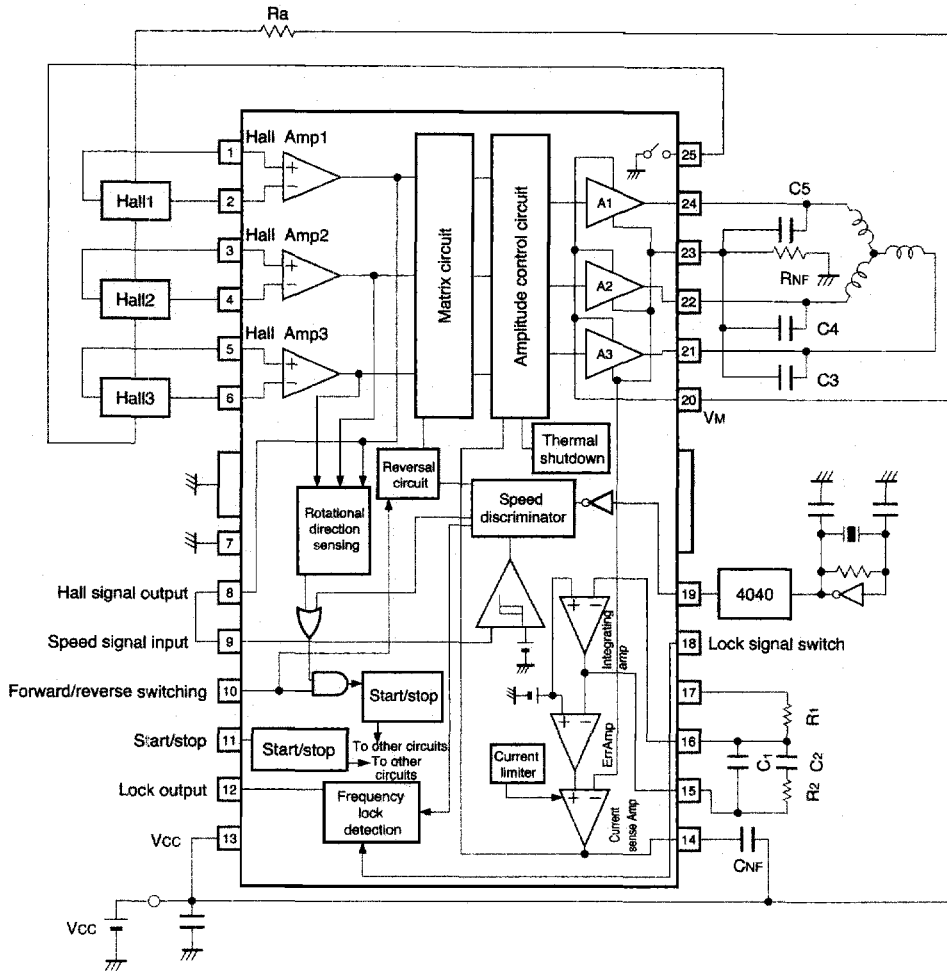 Ra
Hall Amp1
1
2
Hall1
Hall Amp2
3
4
Hall2
Hall Amp3
5
6
Hall3
+
−
+
−
+
−
Matrix circuit
Amplitude control circuit
A1
A2
A3
25
24
23
22
21
20
VM
C5
RNF
C4
C3
Thermal
shutdown
Reversal
circuit
Speed
discriminator
Rotational
direction
sensing
7
Hall signal output
8
Speed signal input
9
Forward/reverse switching
10
Start/stop
11
Lock output
12
VCC
13
Start/stop
To other circuits
Start/stop
To other
circuits
Frequency
lock
detection
Current
limiter
+
−
Integrating
amp
+
−
ErrAmp
+
−
Current
sense Amp
19
4040
18
Lock signal switch
17
R1
16
C1
C2
15
R2
14
CNF
VCC